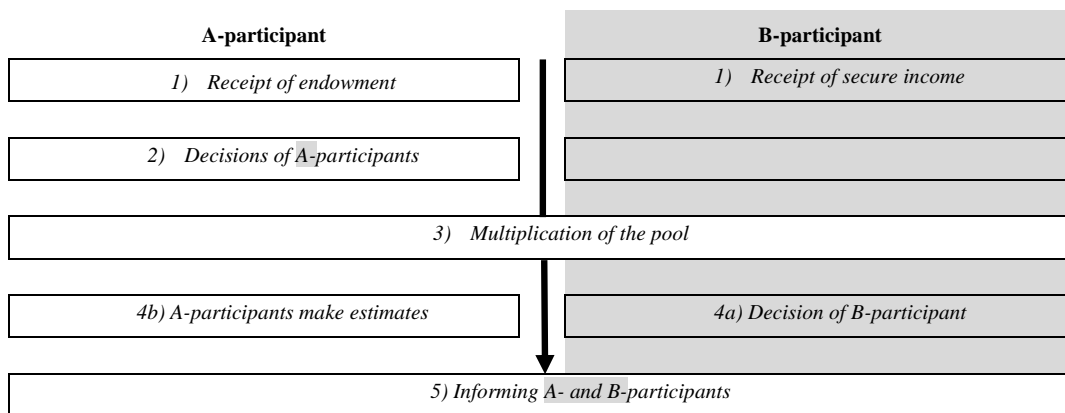 A-participant
B-participant
1) Receipt of endowment
1) Receipt of secure income
2) Decisions of A-participants
3) Multiplication of the pool
4b) A-participants make estimates
4a) Decision of B-participant
5) Informing A- and B-participants